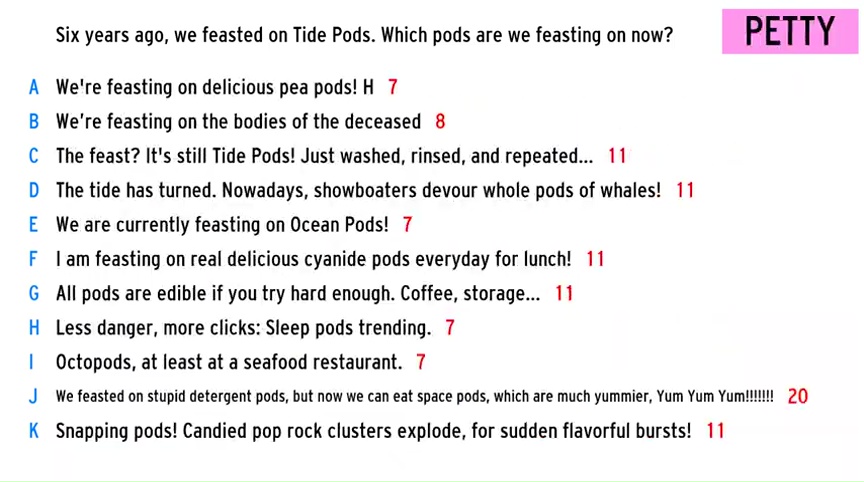 Six years ago, we feasted on Tide Pods. Which pods are we feasting on now?
PETTY
A We're feasting on delicious pea pods! H 7
B We’re feasting on the bodies of the deceased 8
C The feast? It's still Tide Pods! Just washed, rinsed, and repeated... 11
D The tide has turned. Nowadays, showboaters devour whole pods of whales! 11
E We are currently feasting on Ocean Pods! 7
F I am feasting on real delicious cyanide pods everyday for lunch! 11
G All pods are edible if you try hard enough. Coffee, storage... 11
H Less danger, more clicks: Sleep pods trending. 7
I Octopods, at least at a seafood restaurant. 7
J We feasted on stupid detergent pods, but now we can eat space pods, which are much yummier, Yum Yum Yum!!!!!!! 20
K Snapping pods! Candied pop rock clusters explode, for sudden flavorful bursts! 11